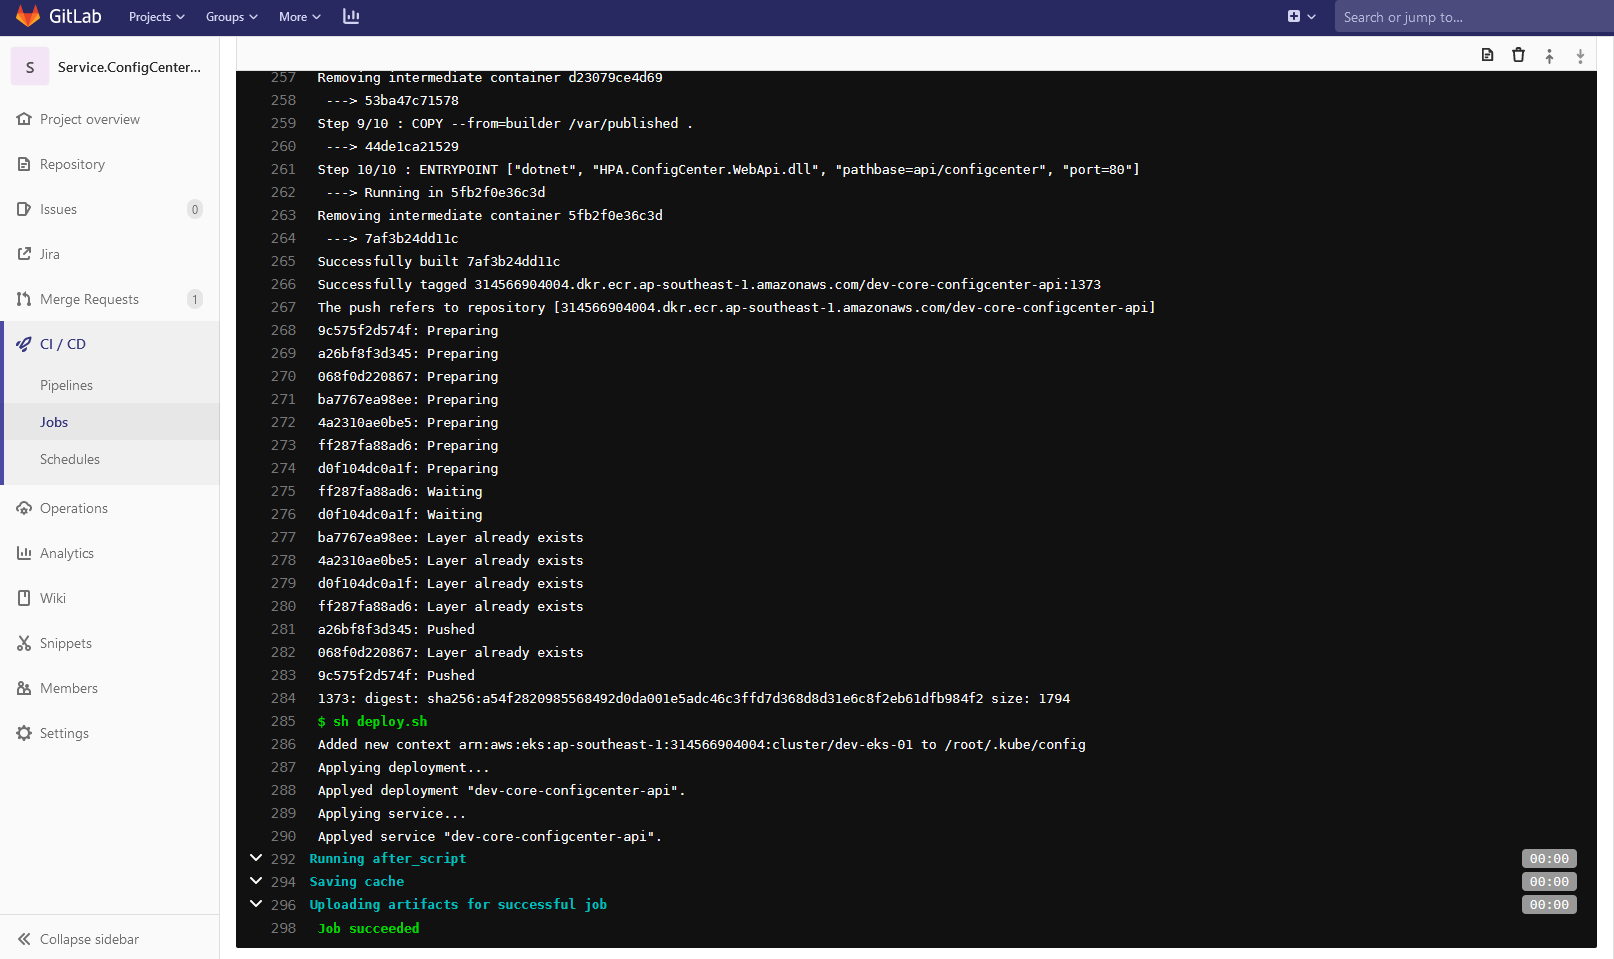 GitLab Projects Groups More Search or jump to...
S Service.ConfigCenter...
Project overview
Repository
Issues 0
Jira
Merge Requests 1
CI / CD
Pipelines
Jobs
Schedules
Operations
Analytics
Wiki
Snippets
Members
Settings
Collapse sidebar
257 Removing intermediate container d23079ce4d69
258 ---> 53ba47c71578
259 Step 9/10 : COPY --from=builder /var/published .
260 ---> 44de1ca21529
261 Step 10/10 : ENTRYPOINT ["dotnet", "HPA.ConfigCenter.WebApi.dll", "pathbase=api/configcenter", "port=80"]
262 ---> Running in 5fb2f0e36c3d
263 Removing intermediate container 5fb2f0e36c3d
264 ---> 7af3b24dd11c
265 Successfully built 7af3b24dd11c
266 Successfully tagged 314566904004.dkr.ecr.ap-southeast-1.amazonaws.com/dev-core-configcenter-api:1373
267 The push refers to repository [314566904004.dkr.ecr.ap-southeast-1.amazonaws.com/dev-core-configcenter-api]
268 9c575f2d574f: Preparing
269 a26bf8f3d345: Preparing
270 068f0d220867: Preparing
271 ba7767ea98ee: Preparing
272 4a2310ae0be5: Preparing
273 ff287fa88ad6: Preparing
274 d0f104dc0a1f: Preparing
275 ff287fa88ad6: Waiting
276 d0f104dc0a1f: Waiting
277 ba7767ea98ee: Layer already exists
278 4a2310ae0be5: Layer already exists
279 d0f104dc0a1f: Layer already exists
280 ff287fa88ad6: Layer already exists
281 a26bf8f3d345: Pushed
282 068f0d220867: Layer already exists
283 9c575f2d574f: Pushed
284 1373: digest: sha256:a54f2820985568492d0da001e5adc46c3ffd7d368d8d31e6c8f2eb61dfb984f2 size: 1794
285 $ sh deploy.sh
286 Added new context arn:aws:eks:ap-southeast-1:314566904004:cluster/dev-eks-01 to /root/.kube/config
287 Applying deployment...
288 Applyed deployment "dev-core-configcenter-api".
289 Applying service...
290 Applyed service "dev-core-configcenter-api".
292 Running after_script 00:00
294 Saving cache 00:00
296 Uploading artifacts for successful job 00:00
298 Job succeeded